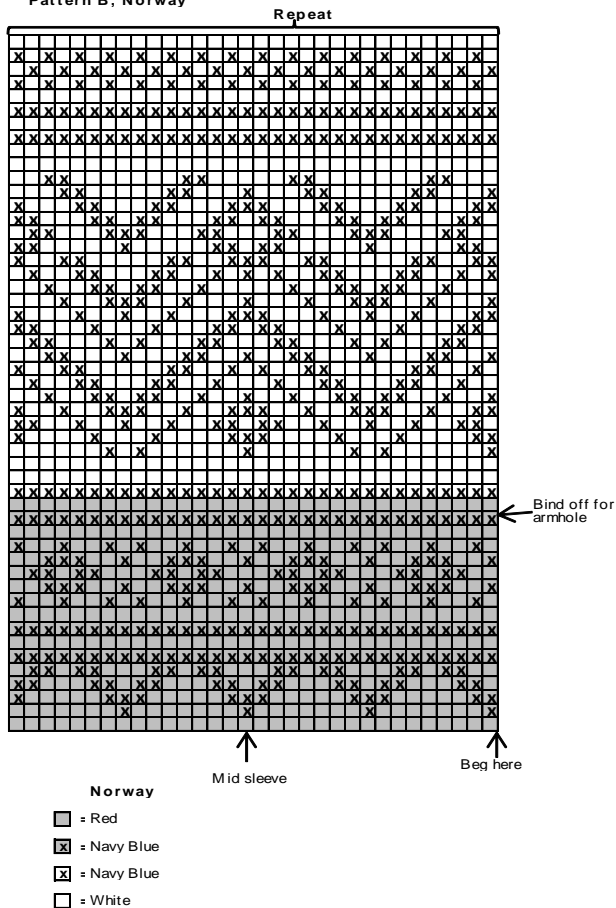 Pattern B, Norway
Repeat
Bind off for
armhole
Mid sleeve
Beg here
Norway
= Red
x = Navy Blue
x = Navy Blue
= White